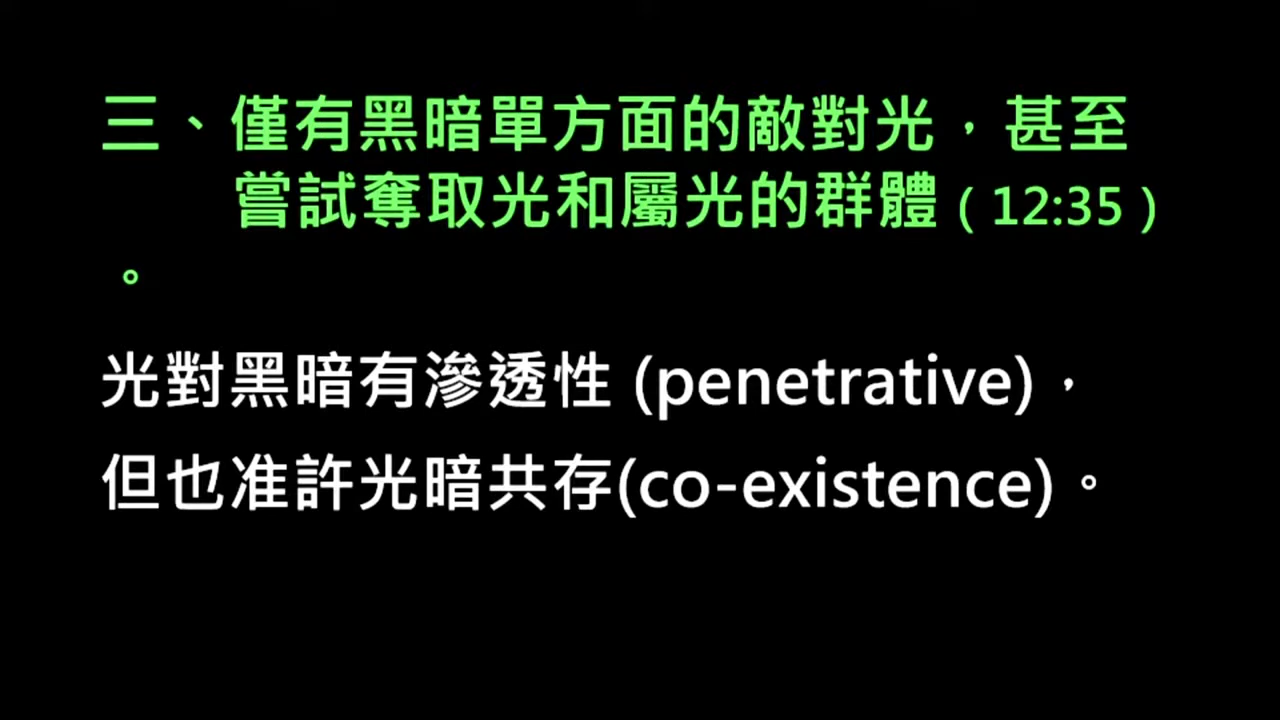 三、僅有黑暗單方面的敵對光，甚至
嘗試奪取光和屬光的群體（12:35）
。
光對黑暗有滲透性 (penetrative)，
但也准許光暗共存(co-existence)。